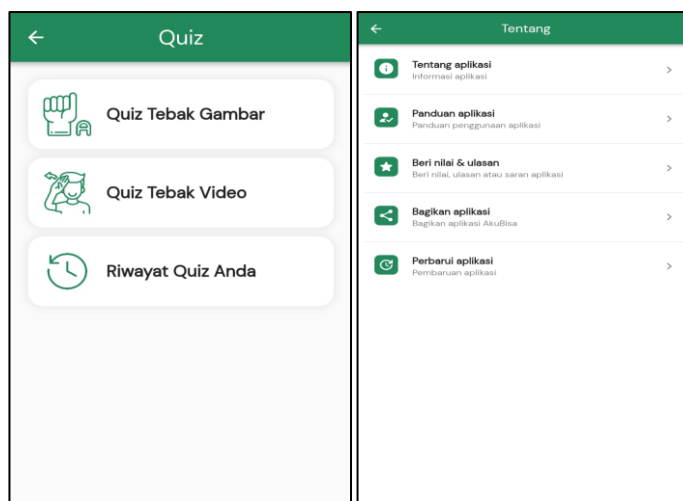 Quiz
Quiz Tebak Gambar
Quiz Tebak Video
Riwayat Quiz Anda
Tentang
Tentang aplikasi
Informasi aplikasi
Panduan aplikasi
Panduan penggunaan aplikasi
Beri nilai & ulasan
Beri nilai, ulasan atau saran aplikasi
Bagikan aplikasi
Bagikan aplikasi AkuBisa
Perbarui aplikasi
Pembaruan aplikasi